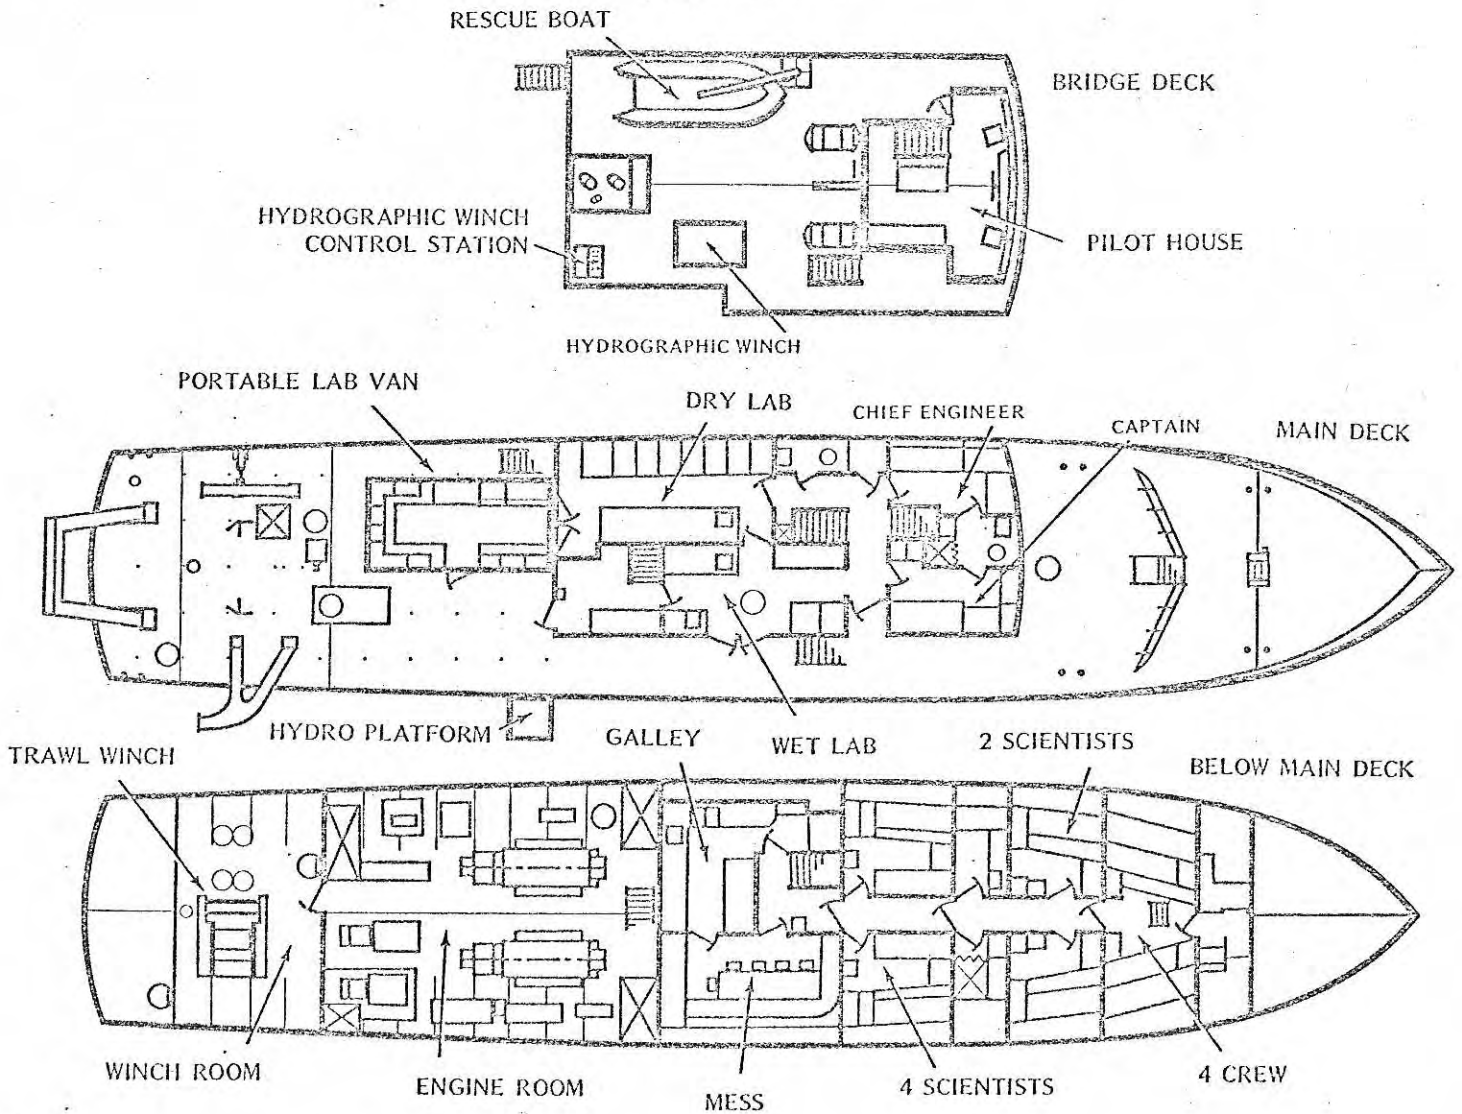 RESCUE BOAT
BRIDGE DECK
HYDROGRAPHIC WINCH
CONTROL STATION
PILOT HOUSE
HYDROGRAPHIC WINCH
PORTABLE LAB VAN
DRY LAB
CHIEF ENGINEER
CAPTAIN
MAIN DECK
HYDRO PLATFORM
GALLEY
WET LAB
2 SCIENTISTS
TRAWL WINCH
BELOW MAIN DECK
WINCH ROOM
ENGINE ROOM
MESS
4 SCIENTISTS
4 CREW